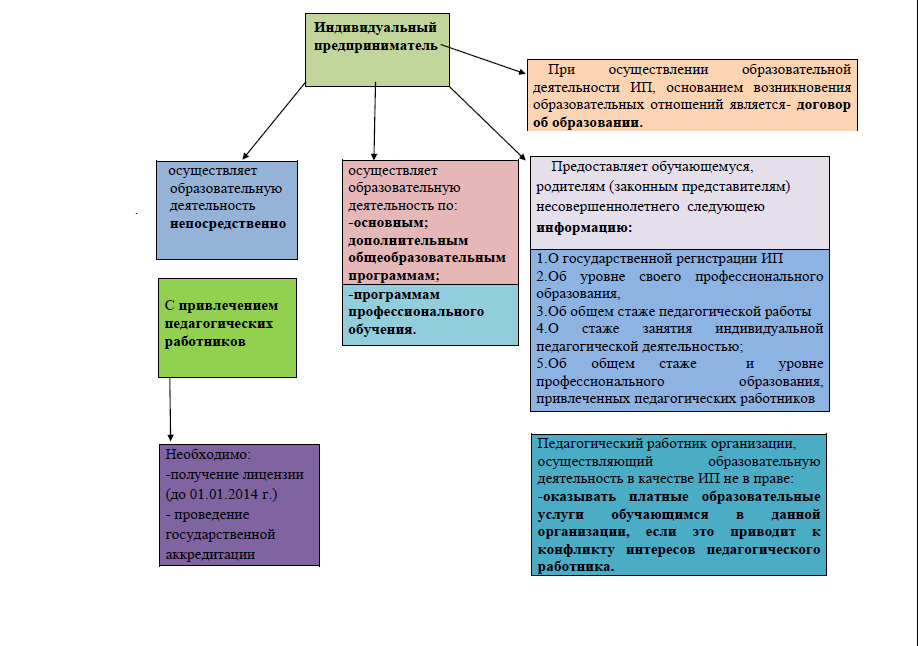 Индивидуальный
предприниматель
При осуществлении образовательной
деятельности ИП, основанием возникновения
образовательных отношений является- договор
об образовании.
осуществляет
образовательную
деятельность
непосредственно
осуществляет
образовательную
деятельность по:
-основным;
дополнительным
общеобразовательным
программам;
-программам
профессионального
обучения.
Предоставляет обучающемуся,
родителям (законным представителям)
несовершеннолетнего следующею
информацию:
1.О государственной регистрации ИП
2.Об уровне своего профессионального
образования,
3.Об общем стаже педагогической работы
4.О стаже занятия индивидуальной
педагогической деятельностью;
5.Об общем стаже и уровне
профессионального образования,
привлеченных педагогических работников
С привлечением
педагогических
работников
Необходимо:
-получение лицензии
(до 01.01.2014 г.)
- проведение
государственной
аккредитации
Педагогический работник организации,
осуществляющий образовательную
деятельность в качестве ИП не в праве:
-оказывать платные образовательные
услуги обучающимся в данной
организации, если это приводит к
конфликту интересов педагогического
работника.